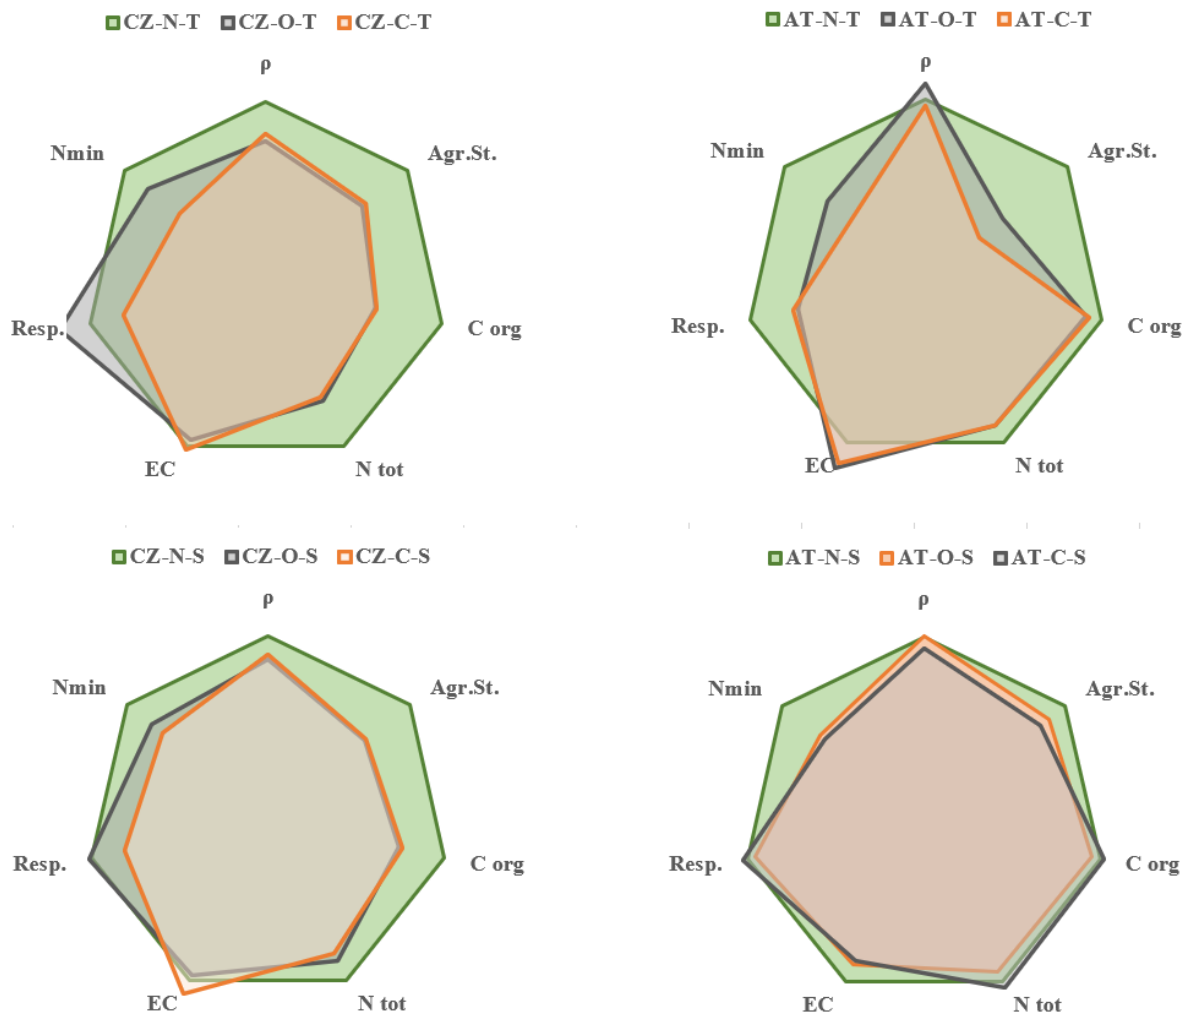 CZ-N-T CZ-O-T CZ-C-T
ρ
Nmin
Agr.St.
Resp.
C org
EC
N tot
AT-N-T AT-O-T AT-C-T
ρ
Nmin
Agr.St.
Resp.
C org
EC
N tot
CZ-N-S CZ-O-S CZ-C-S
ρ
Nmin
Agr.St.
Resp.
C org
EC
N tot
AT-N-S AT-O-S AT-C-S
ρ
Nmin
Agr.St.
Resp.
C org
EC
N tot